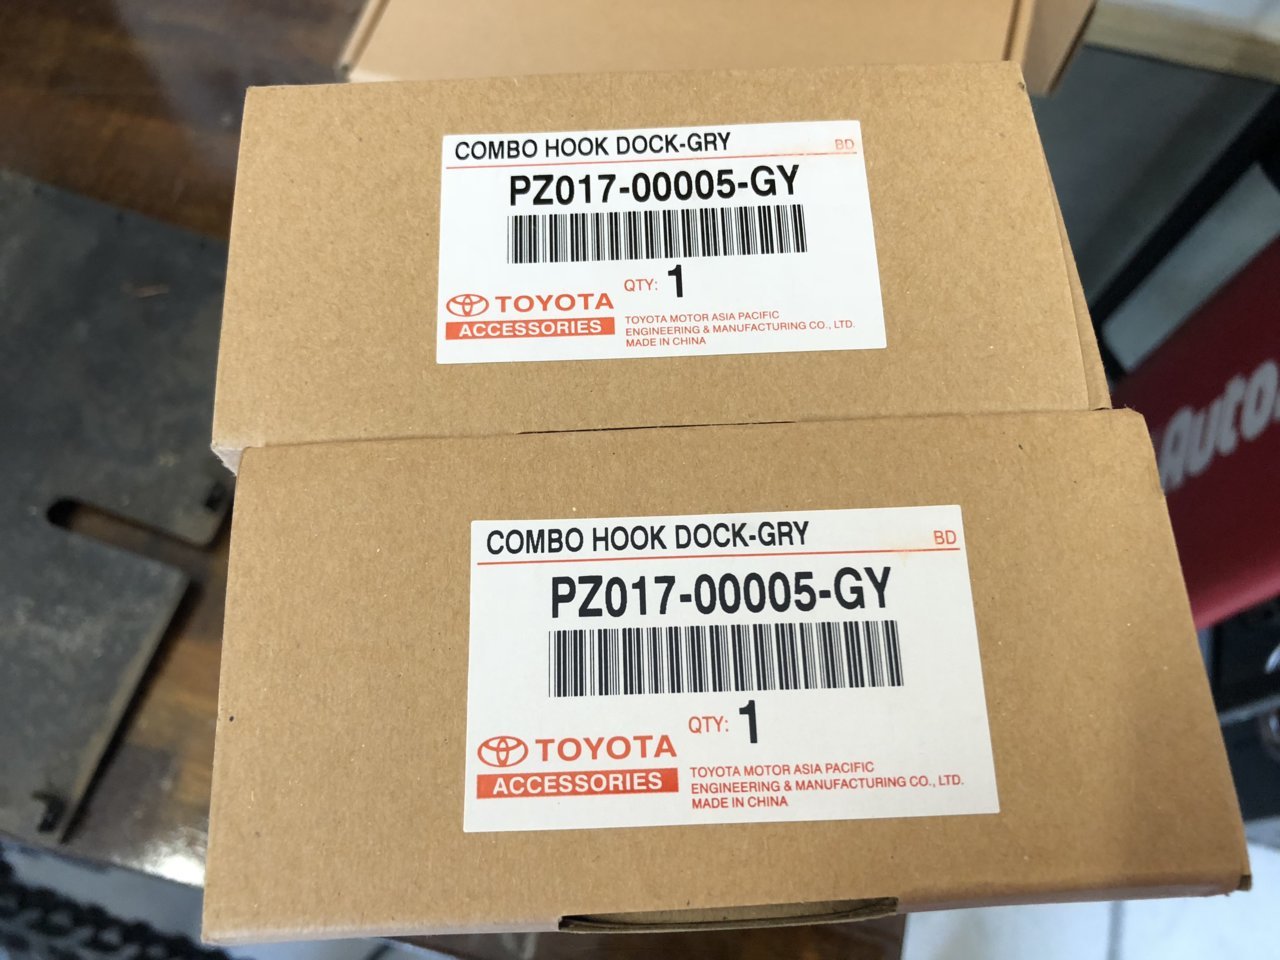 COMBO HOOK DOCK-GRY BD
PZ017-00005-GY
QTY: 1
TOYOTA
ACCESSORIES
TOYOTA MOTOR ASIA PACIFIC
ENGINEERING & MANUFACTURING CO., LTD.
MADE IN CHINA
COMBO HOOK DOCK-GRY BD
PZ017-00005-GY
QTY: 1
TOYOTA
ACCESSORIES
TOYOTA MOTOR ASIA PACIFIC
ENGINEERING & MANUFACTURING CO., LTD.
MADE IN CHINA
Auto